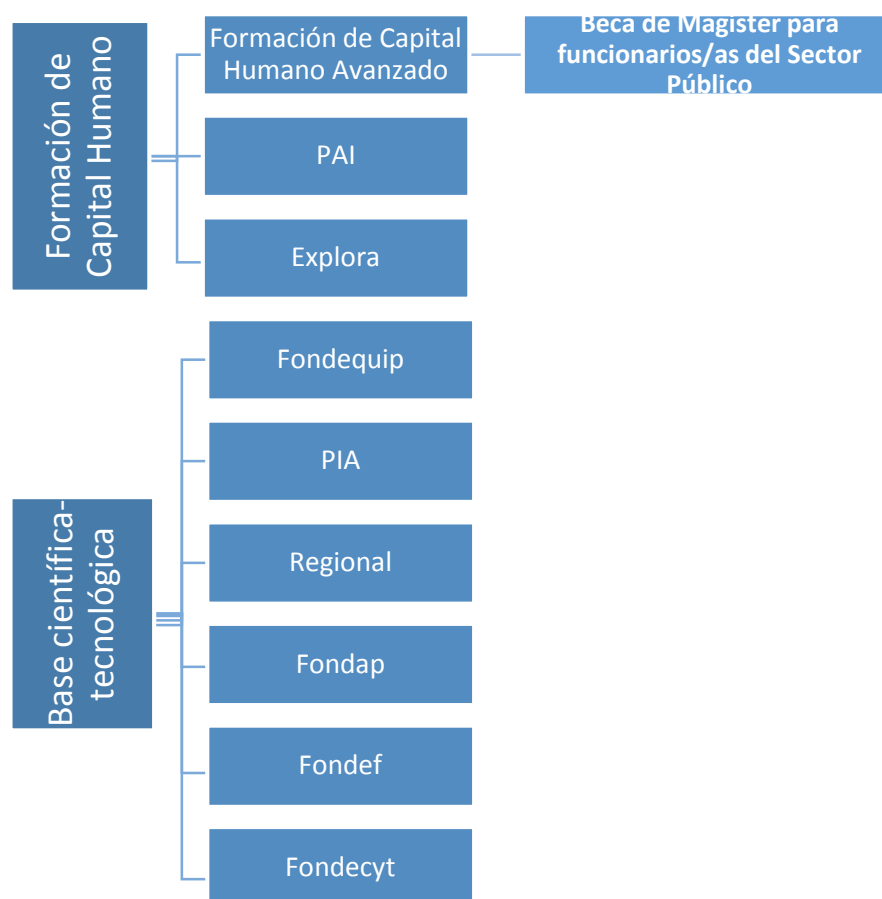 Formación de
Capital Humano
Formación de Capital
Humano Avanzado
Beca de Magíster para
funcionarios/as del Sector
Público
PAI
Explora
Base científica-
tecnológica
Fondequip
PIA
Regional
Fondap
Fondef
Fondecyt